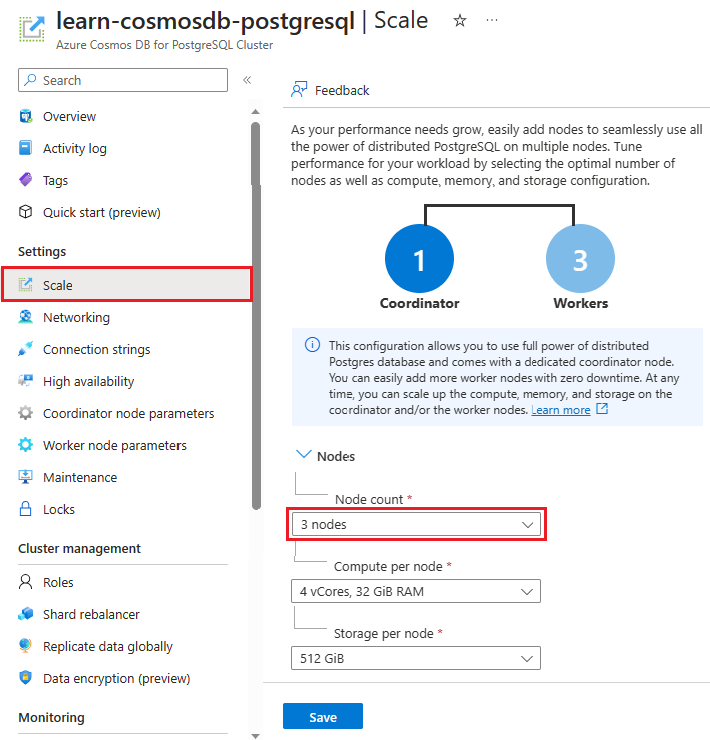 learn-cosmosdb-postgresql | Scale
Azure Cosmos DB for PostgreSQL Cluster
Search
Overview
Activity log
Tags
Quick start (preview)
Settings
Scale
Networking
Connection strings
High availability
Coordinator node parameters
Worker node parameters
Maintenance
Locks
Cluster management
Roles
Shard rebalancer
Replicate data globally
Data encryption (preview)
Monitoring
Feedback
As your performance needs grow, easily add nodes to seamlessly use all
the power of distributed PostgreSQL on multiple nodes. Tune
performance for your workload by selecting the optimal number of
nodes as well as compute, memory, and storage configuration.
1
3
Coordinator
Workers
This configuration allows you to use full power of distributed
Postgres database and comes with a dedicated coordinator node.
You can easily add more worker nodes with zero downtime. At any
time, you can scale up the compute, memory, and storage on the
coordinator and/or the worker nodes. Learn more
Nodes
Node count *
3 nodes
Compute per node *
4 vCores, 32 GiB RAM
Storage per node *
512 GiB
Save